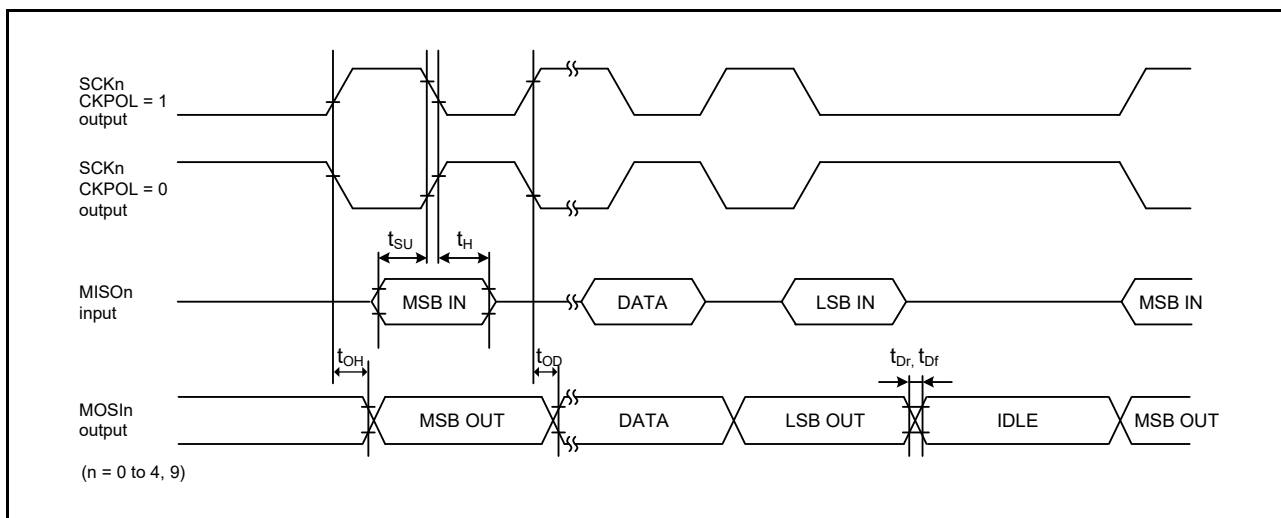 SCKn
CKPOL = 1
output
SCKn
CKPOL = 0
output
tSU
tH
MISOn
input
MSB IN
DATA
LSB IN
MSB IN
tOH
tOD
tDr, tDf
MOSIn
output
MSB OUT
DATA
LSB OUT
IDLE
MSB OUT
(n = 0 to 4, 9)